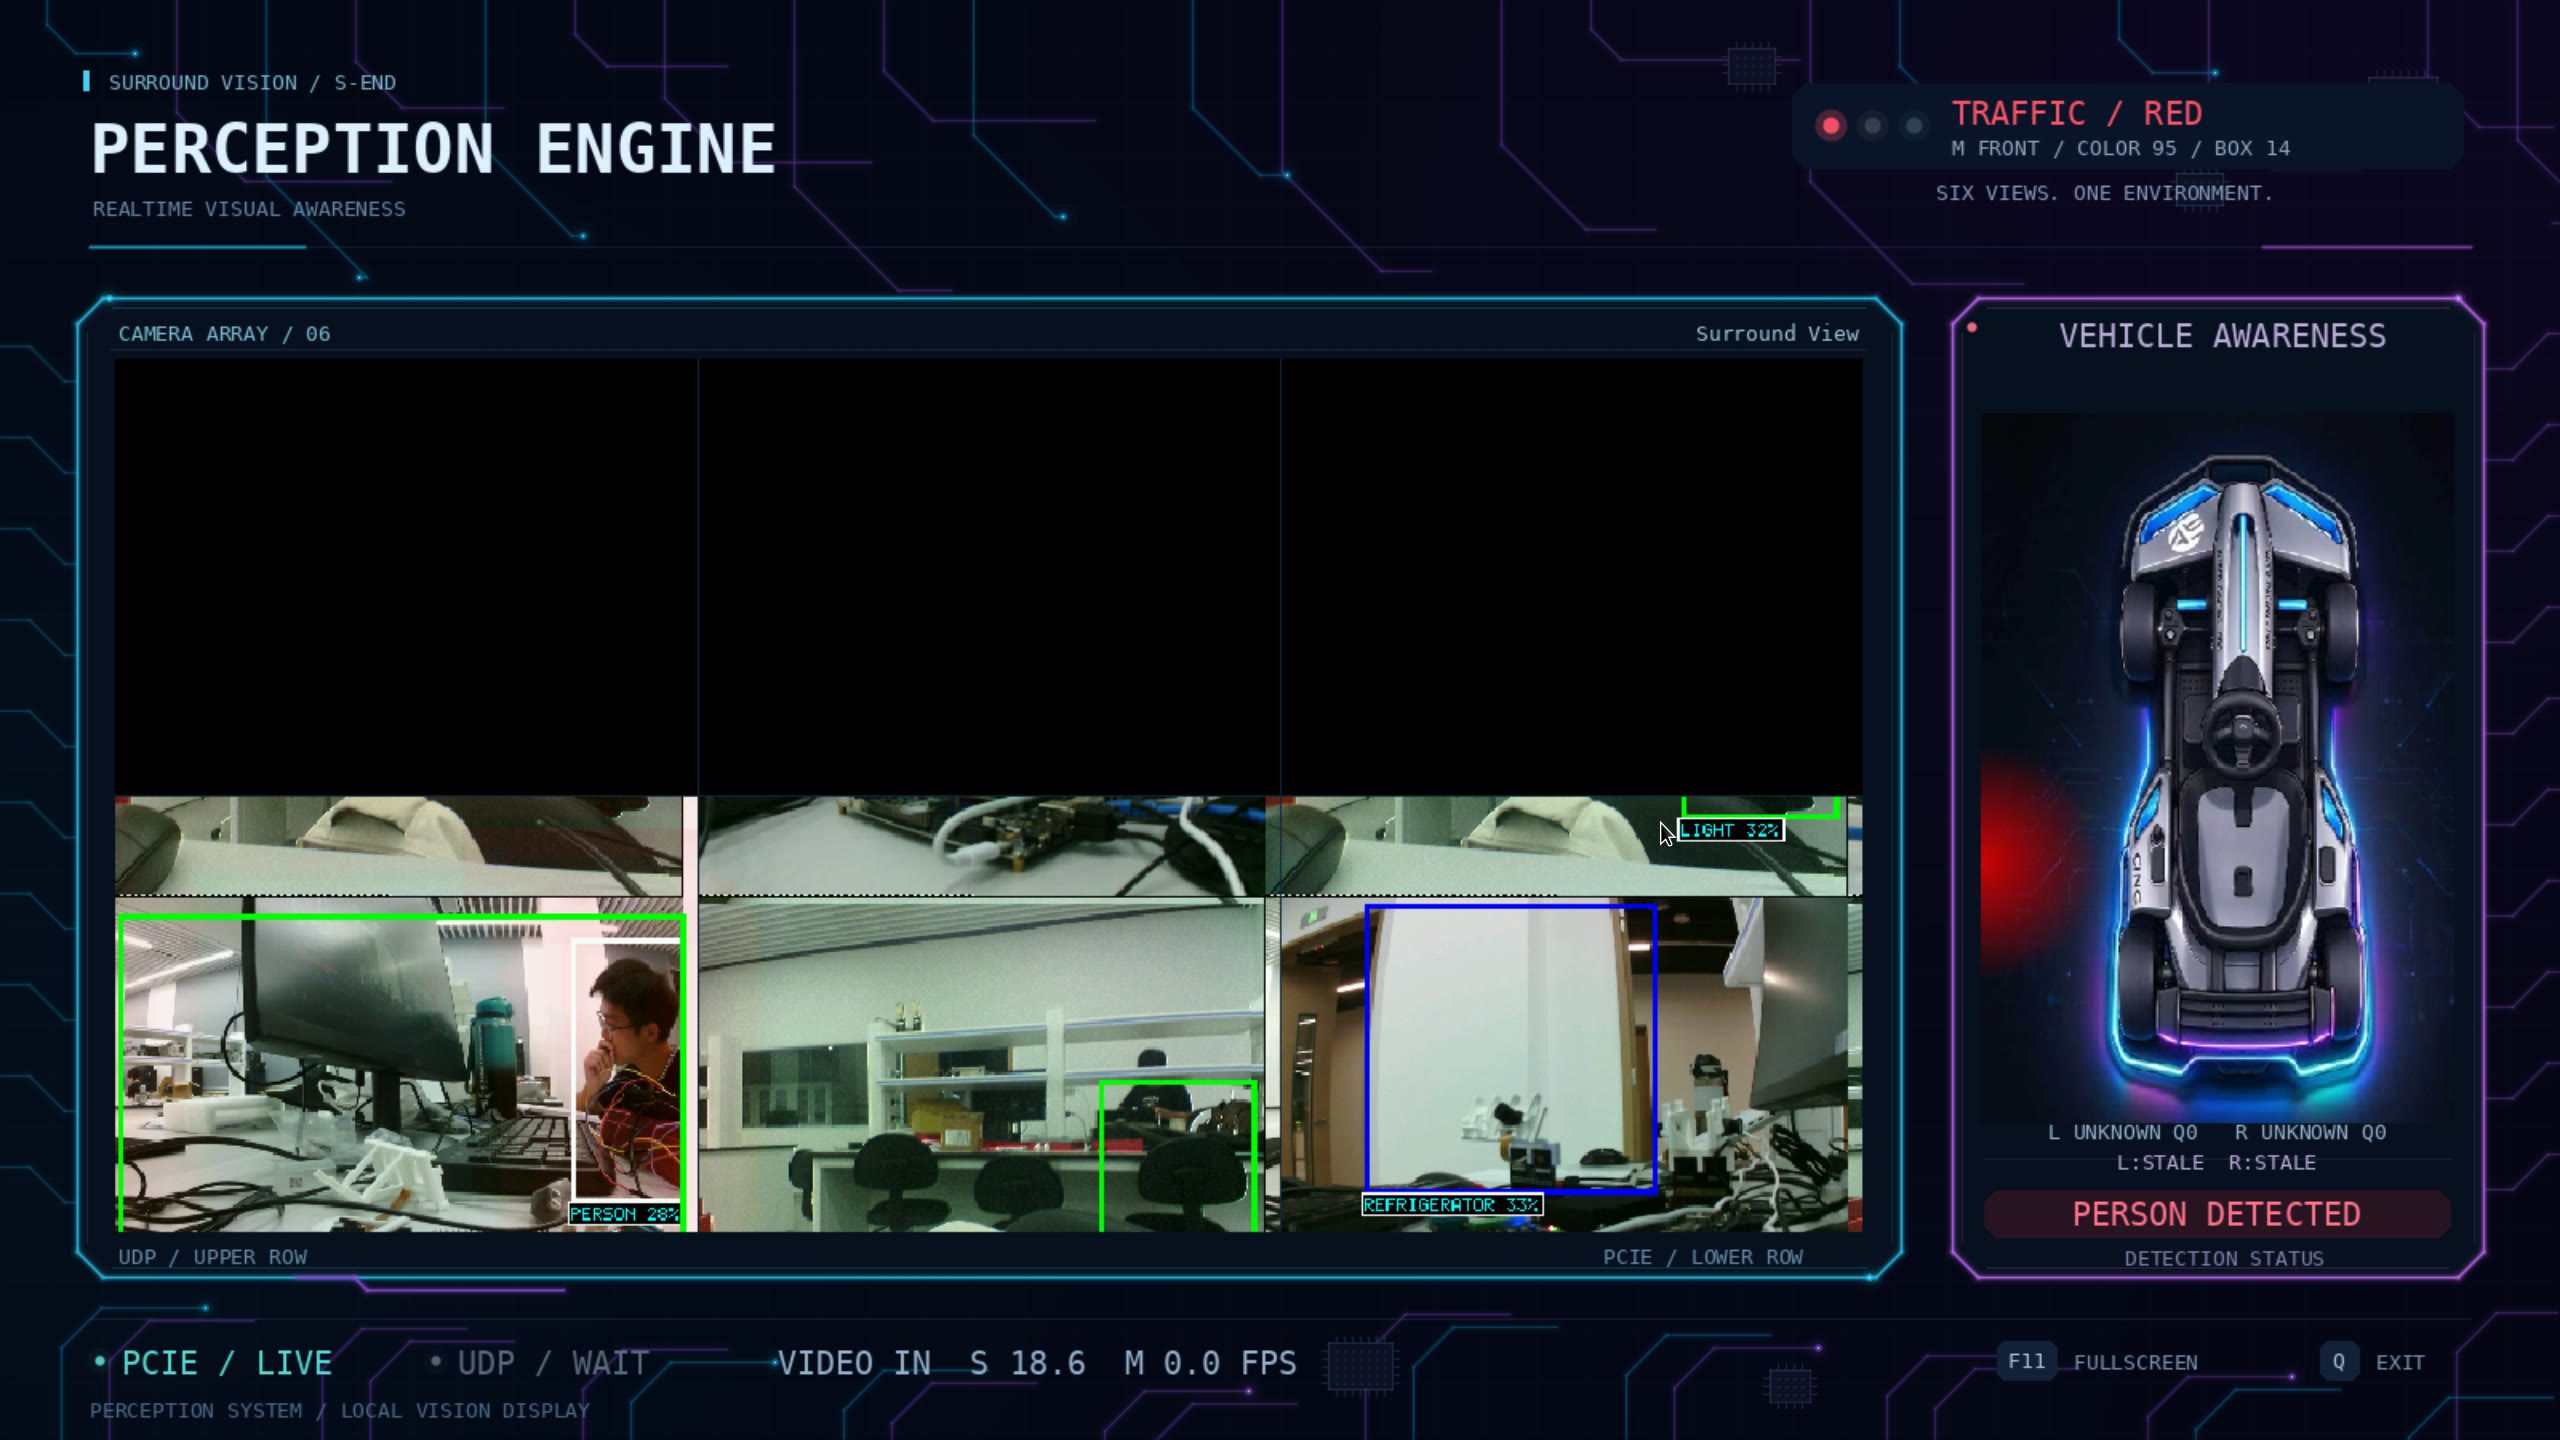 SURROUND VISION / S-END
PERCEPTION ENGINE
REALTIME VISUAL AWARENESS
TRAFFIC / RED
M FRONT / COLOR 95 / BOX 14
SIX VIEWS. ONE ENVIRONMENT.
CAMERA ARRAY / 06
Surround View
VEHICLE AWARENESS
LIGHT 32%
PERSON 28%
REFRIGERATOR 33%
L UNKNOWN Q0 R UNKNOWN Q0
L:STALE R:STALE
PERSON DETECTED
DETECTION STATUS
UDP / UPPER ROW
PCIE / LOWER ROW
PCIE / LIVE
UDP / WAIT
VIDEO IN S 18.6 M 0.0 FPS
F11 FULLSCREEN
Q EXIT
PERCEPTION SYSTEM / LOCAL VISION DISPLAY